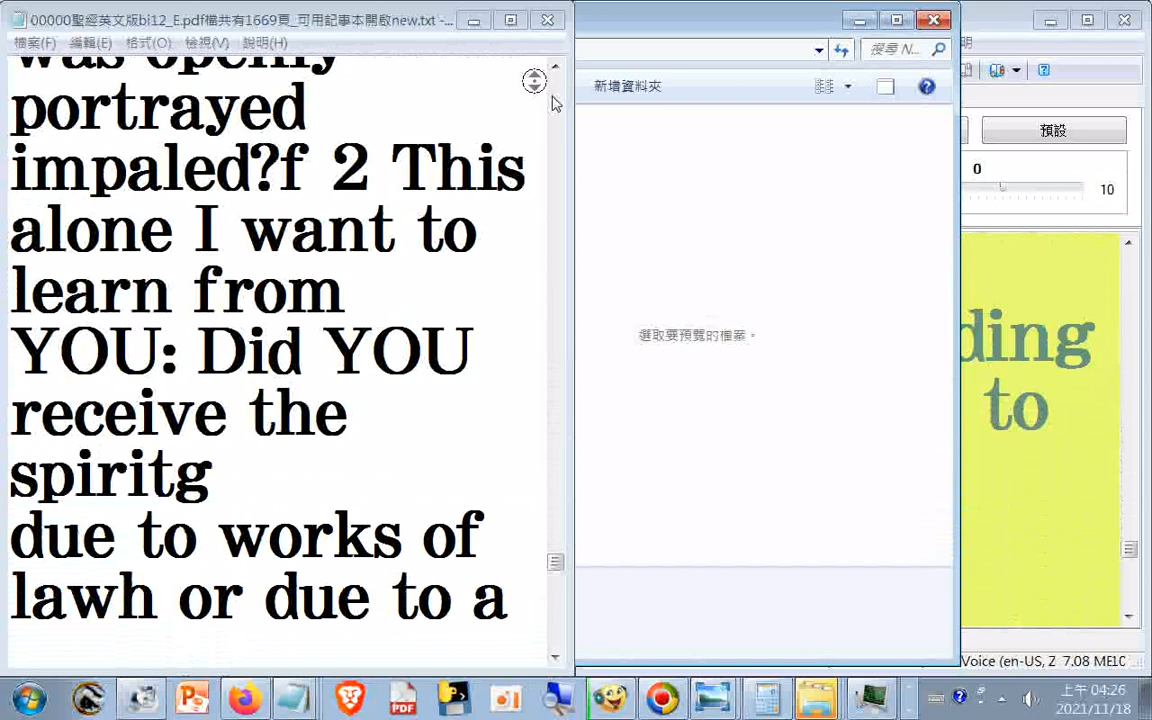 00000聖經英文版bi12_E.pdf檔共有1669頁_可用記事本開啟new.txt -...
檔案(F) 編輯(E) 格式(O) 檢視(V) 說明(H)
was openly
portrayed
impaled?f 2 This
alone I want to
learn from
YOU: Did YOU
receive the
spiritg
due to works of
lawh or due to a
搜尋 N...
新增資料夾
選取要預覽的檔案。
明
預設
0
10
ding
to
Voice (en-US, Z 7.08 ME1C
上午 04:26
2021/11/18
PDF